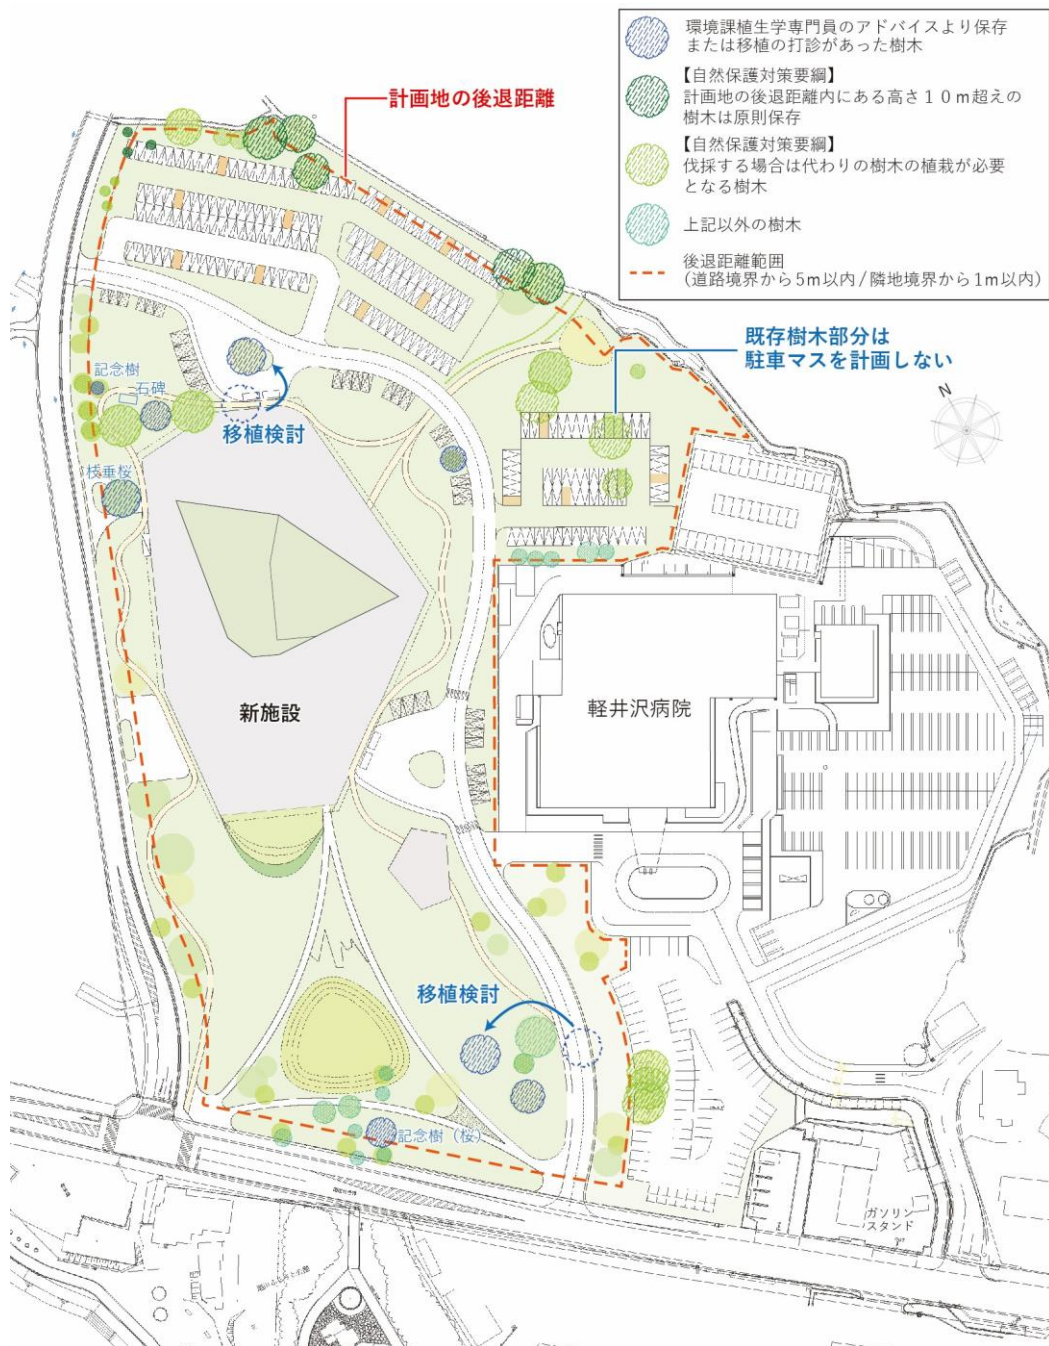 環境課植生学専門員のアドバイスより保存
または移植の打診があった樹木
【自然保護対策要綱】
計画地の後退距離内にある高さ10m超えの
樹木は原則保存
【自然保護対策要綱】
伐採する場合は代わりの樹木の植栽が必要
となる樹木
上記以外の樹木
後退距離範囲
(道路境界から5m以内/隣地境界から1m以内)
計画地の後退距離
既存樹木部分は
駐車マスを計画しない
N
記念樹
石碑
移植検討
枝垂桜
新施設
軽井沢病院
移植検討
記念樹（桜）
ガソリン
スタンド